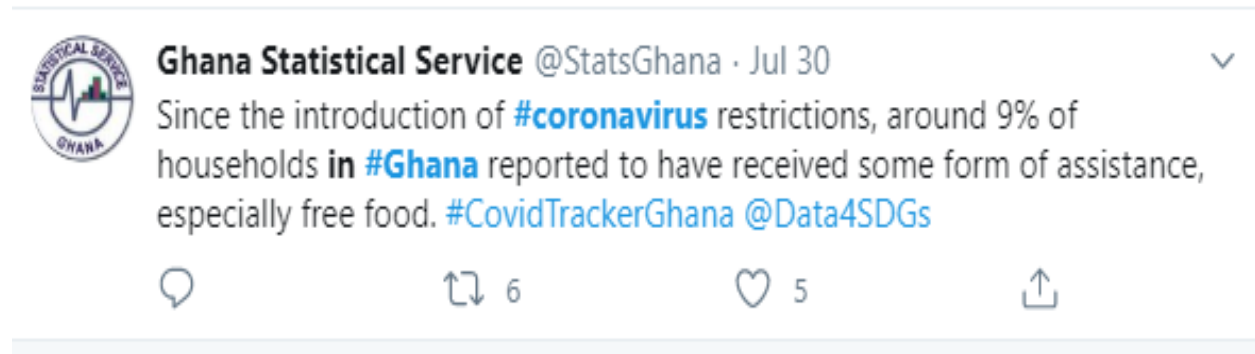 STATISTICAL SERVICE
GHANA
Ghana Statistical Service @StatsGhana · Jul 30
Since the introduction of #coronavirus restrictions, around 9% of
households in #Ghana reported to have received some form of assistance,
especially free food. #CovidTrackerGhana @Data4SDGs
6 5